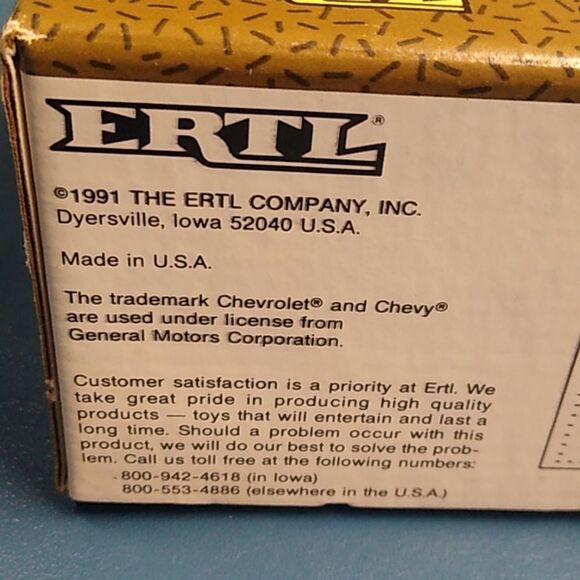 ERTL®
©1991 THE ERTL COMPANY, INC.
Dyersville, Iowa 52040 U.S.A.
Made in U.S.A.
The trademark Chevrolet® and Chevy®
are used under license from
General Motors Corporation.
Customer satisfaction is a priority at Ertl. We
take great pride in producing high quality
products — toys that will entertain and last a
long time. Should a problem occur with this
product, we will do our best to solve the prob-
lem. Call us toll free at the following numbers:
800-942-4618 (in Iowa)
800-553-4886 (elsewhere in the U.S.A.)